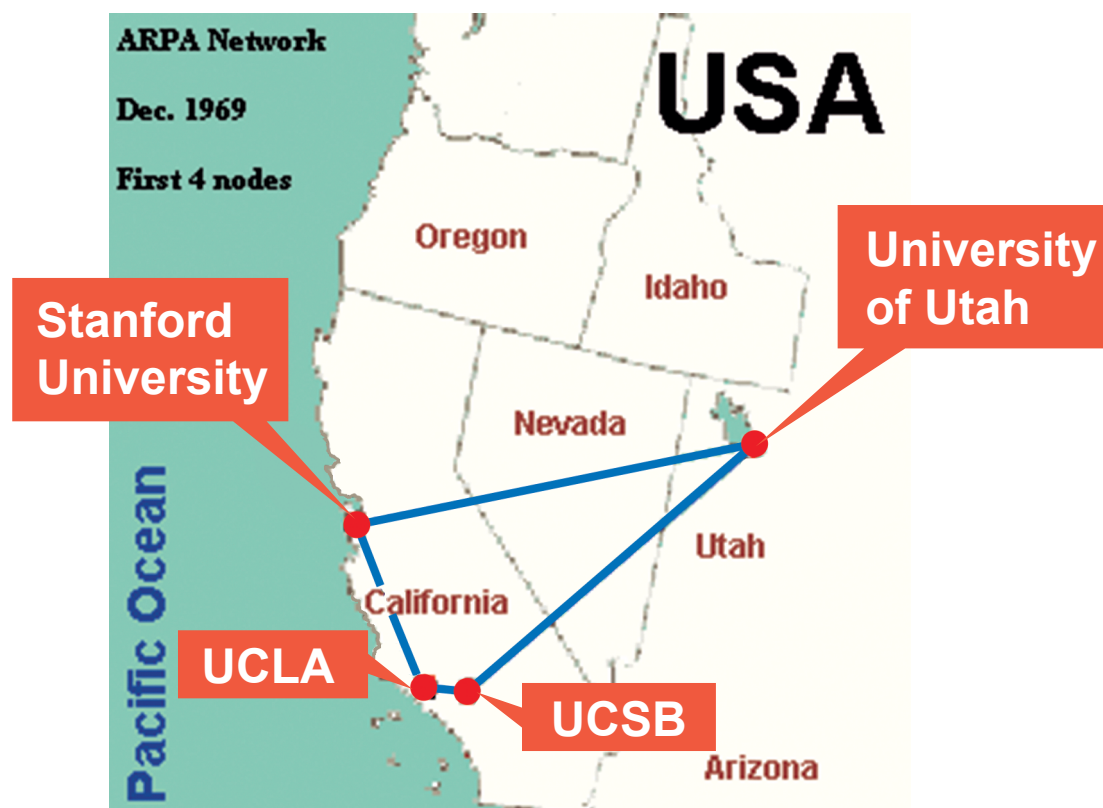 ARPA Network
Dec. 1969
First 4 nodes
USA
Oregon
Idaho
University
of Utah
Stanford
University
Nevada
Utah
California
UCLA
UCSB
Arizona
Pacific Ocean